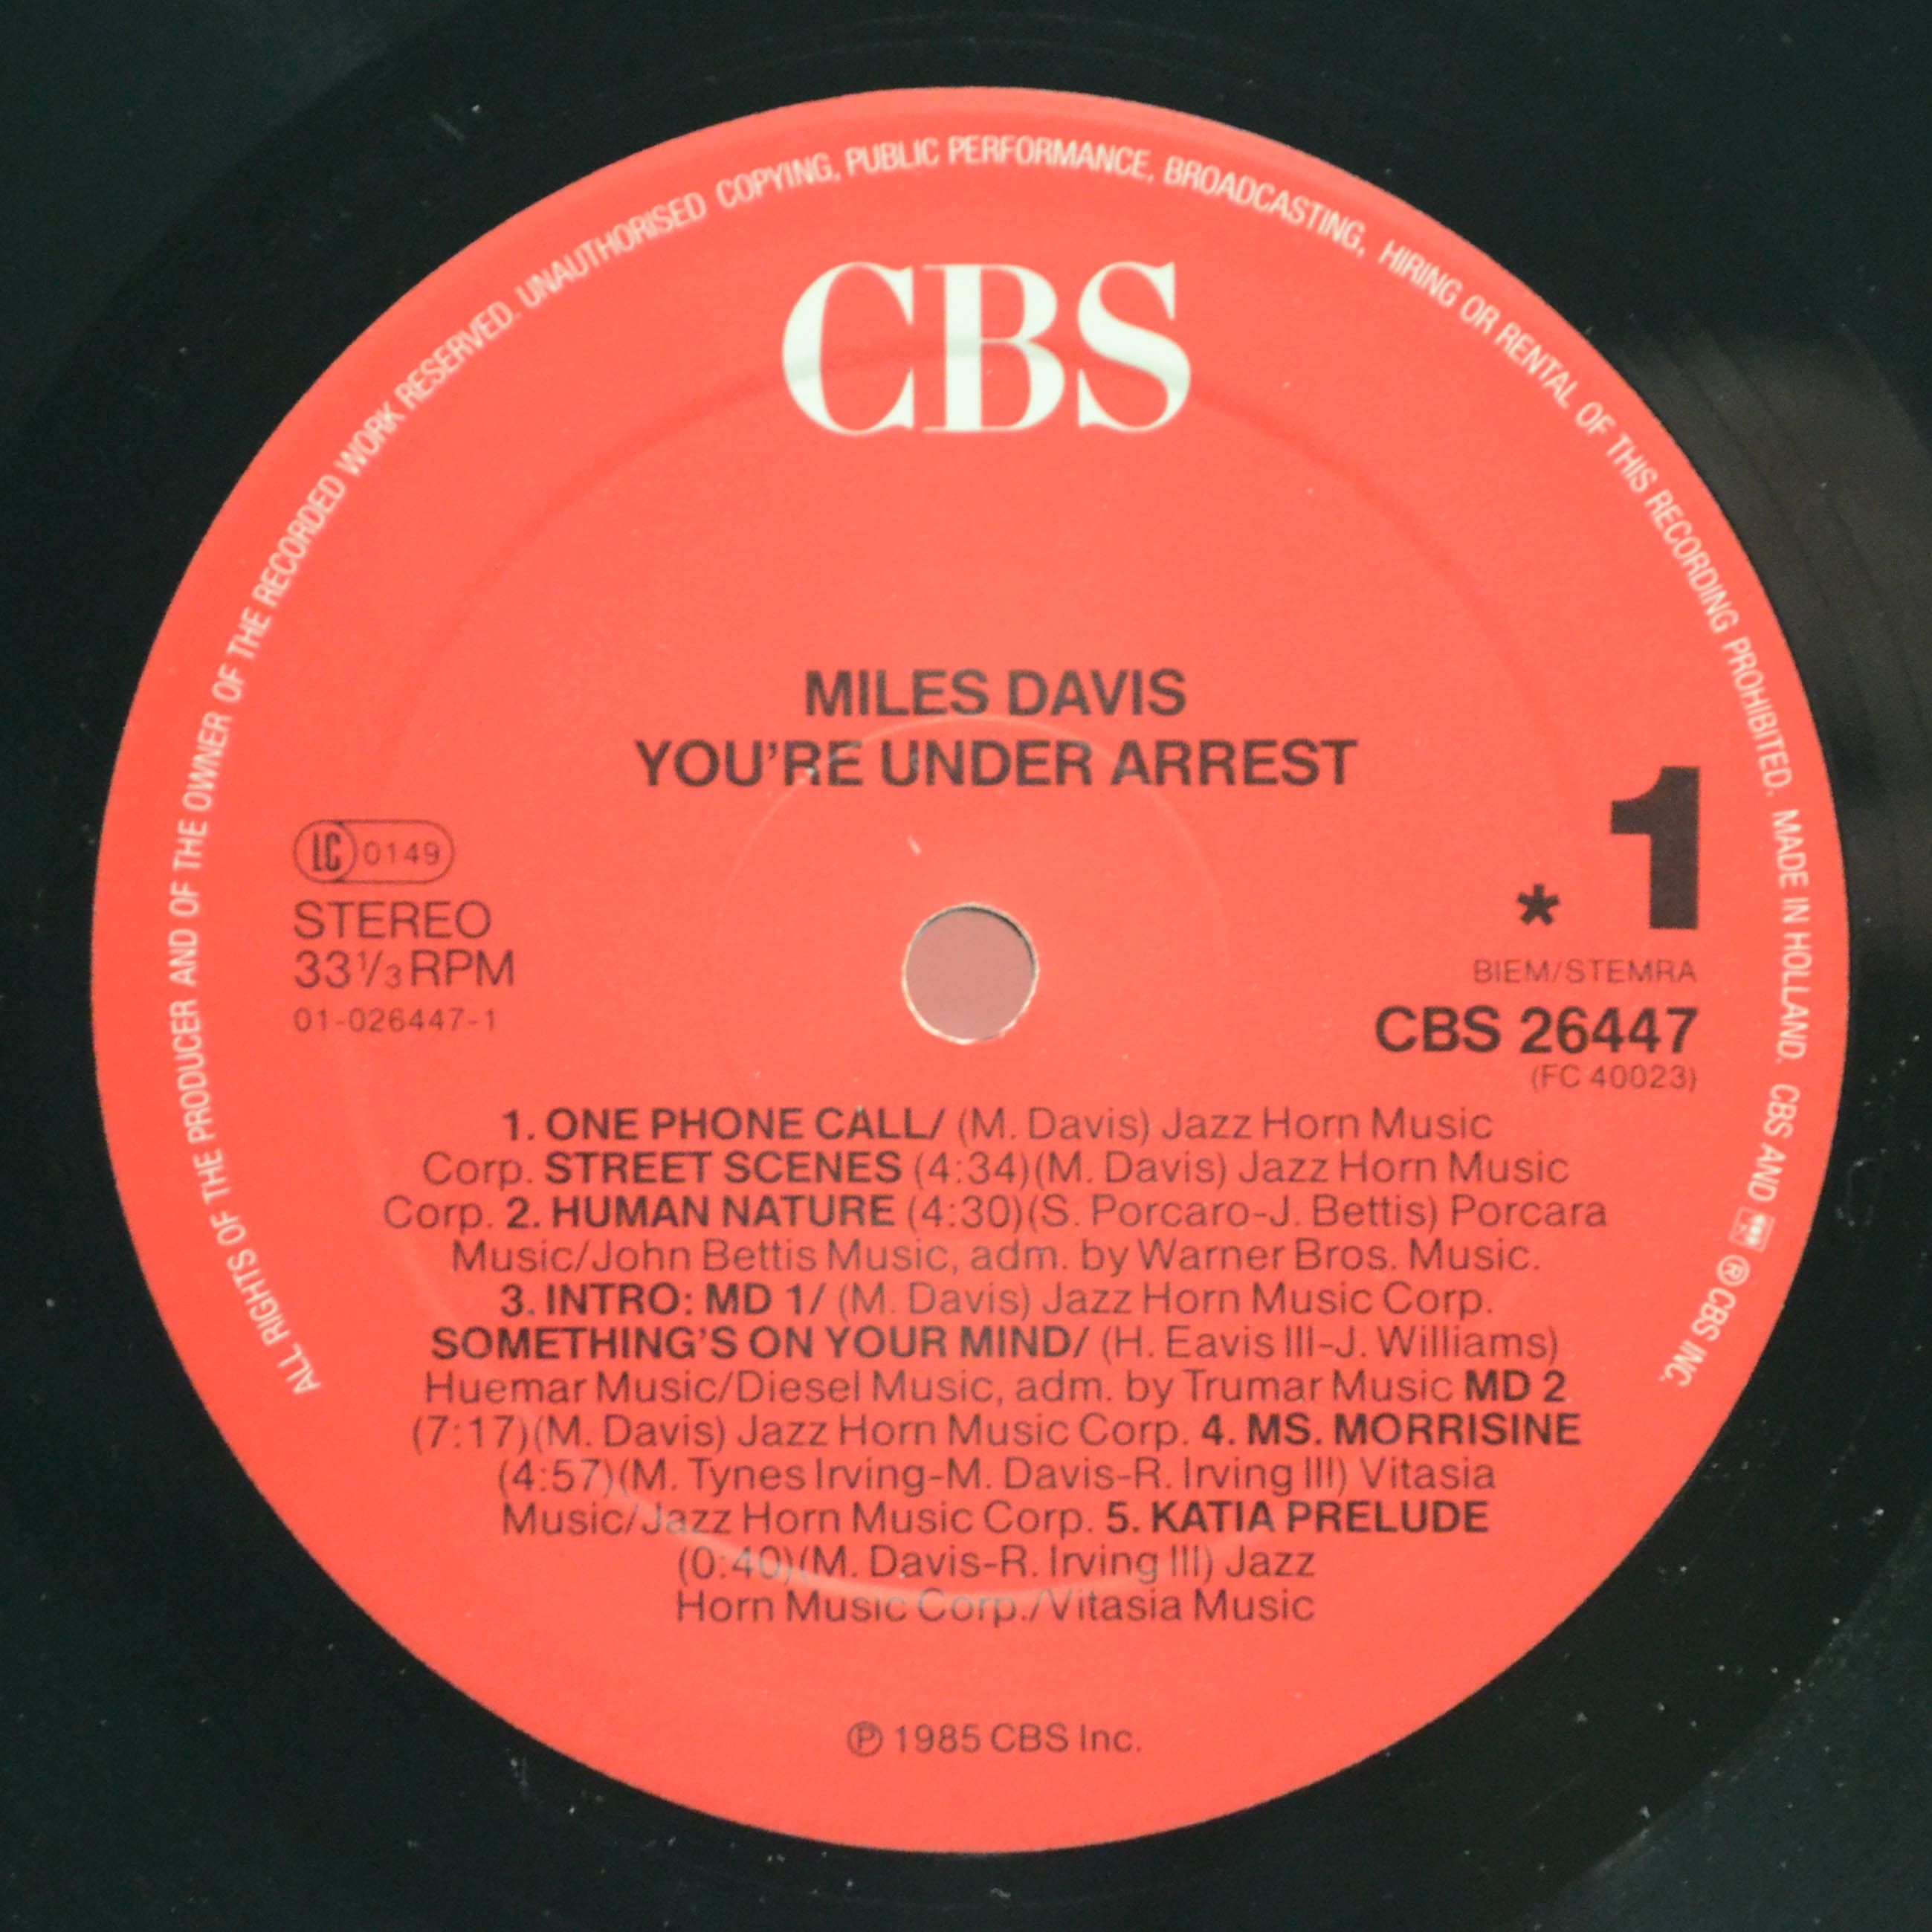 ALL RIGHTS OF THE PRODUCER AND OF THE OWNER OF THE RECORDED WORK RESERVED. UNAUTHORISED COPYING, PUBLIC PERFORMANCE, BROADCASTING, HIRING OR RENTAL OF THIS RECORDING PROHIBITED. MADE IN HOLLAND. CBS AND ® CBS INC.
CBS
MILES DAVIS
YOU'RE UNDER ARREST
LC 0149
STEREO
33 1/3 RPM
01-026447-1
* 1
BIEM/STEMRA
CBS 26447
(FC 40023)
1. ONE PHONE CALL/ (M. Davis) Jazz Horn Music
Corp. STREET SCENES (4:34)(M. Davis) Jazz Horn Music
Corp. 2. HUMAN NATURE (4:30)(S. Porcaro-J. Bettis) Porcara
Music/John Bettis Music, adm. by Warner Bros. Music.
3. INTRO: MD 1/ (M. Davis) Jazz Horn Music Corp.
SOMETHING'S ON YOUR MIND/ (H. Eavis III-J. Williams)
Huemar Music/Diesel Music, adm. by Trumar Music MD 2
(7:17)(M. Davis) Jazz Horn Music Corp. 4. MS. MORRISINE
(4:57)(M. Tynes Irving-M. Davis-R. Irving III) Vitasia
Music/Jazz Horn Music Corp. 5. KATIA PRELUDE
(0:40)(M. Davis-R. Irving III) Jazz
Horn Music Corp./Vitasia Music
℗ 1985 CBS Inc.